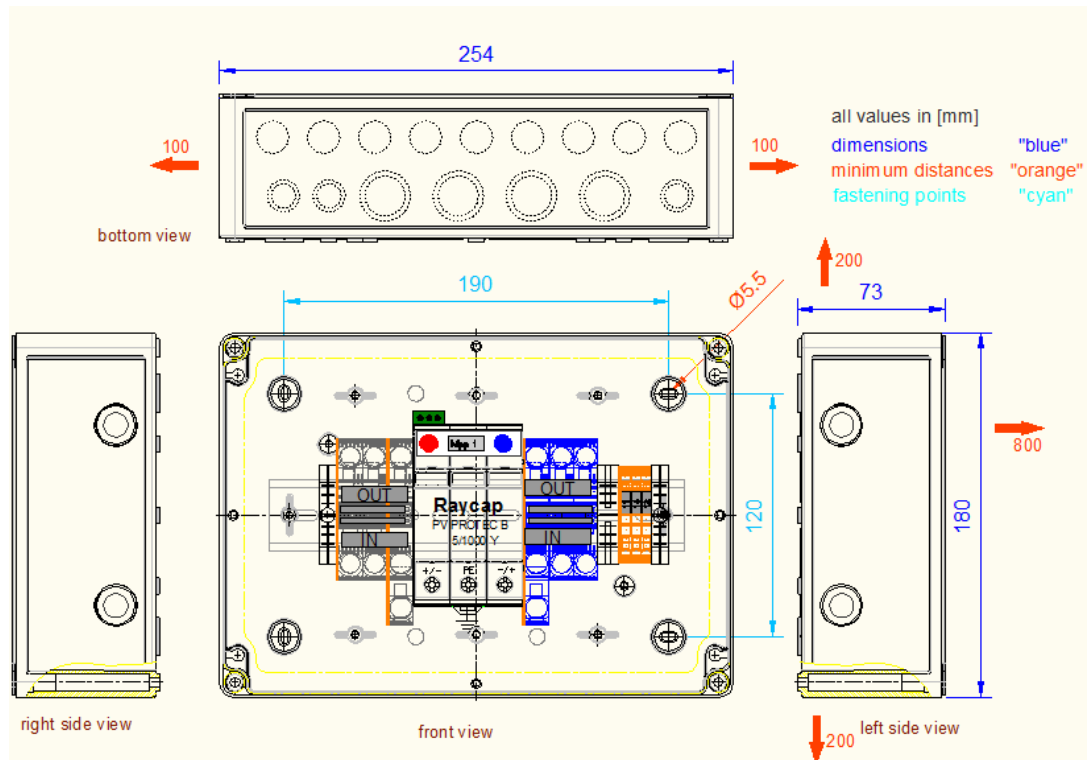 254
all values in [mm]
dimensions "blue"
minimum distances "orange"
fastening points "cyan"
100
100
bottom view
200
190
Ø5.5
73
Mpp 1
OUT
OUT
Raycap
PV PROTEC B
5/1000 Y
IN
IN
+/-
PE
-/+
120
180
800
right side view
front view
left side view
200